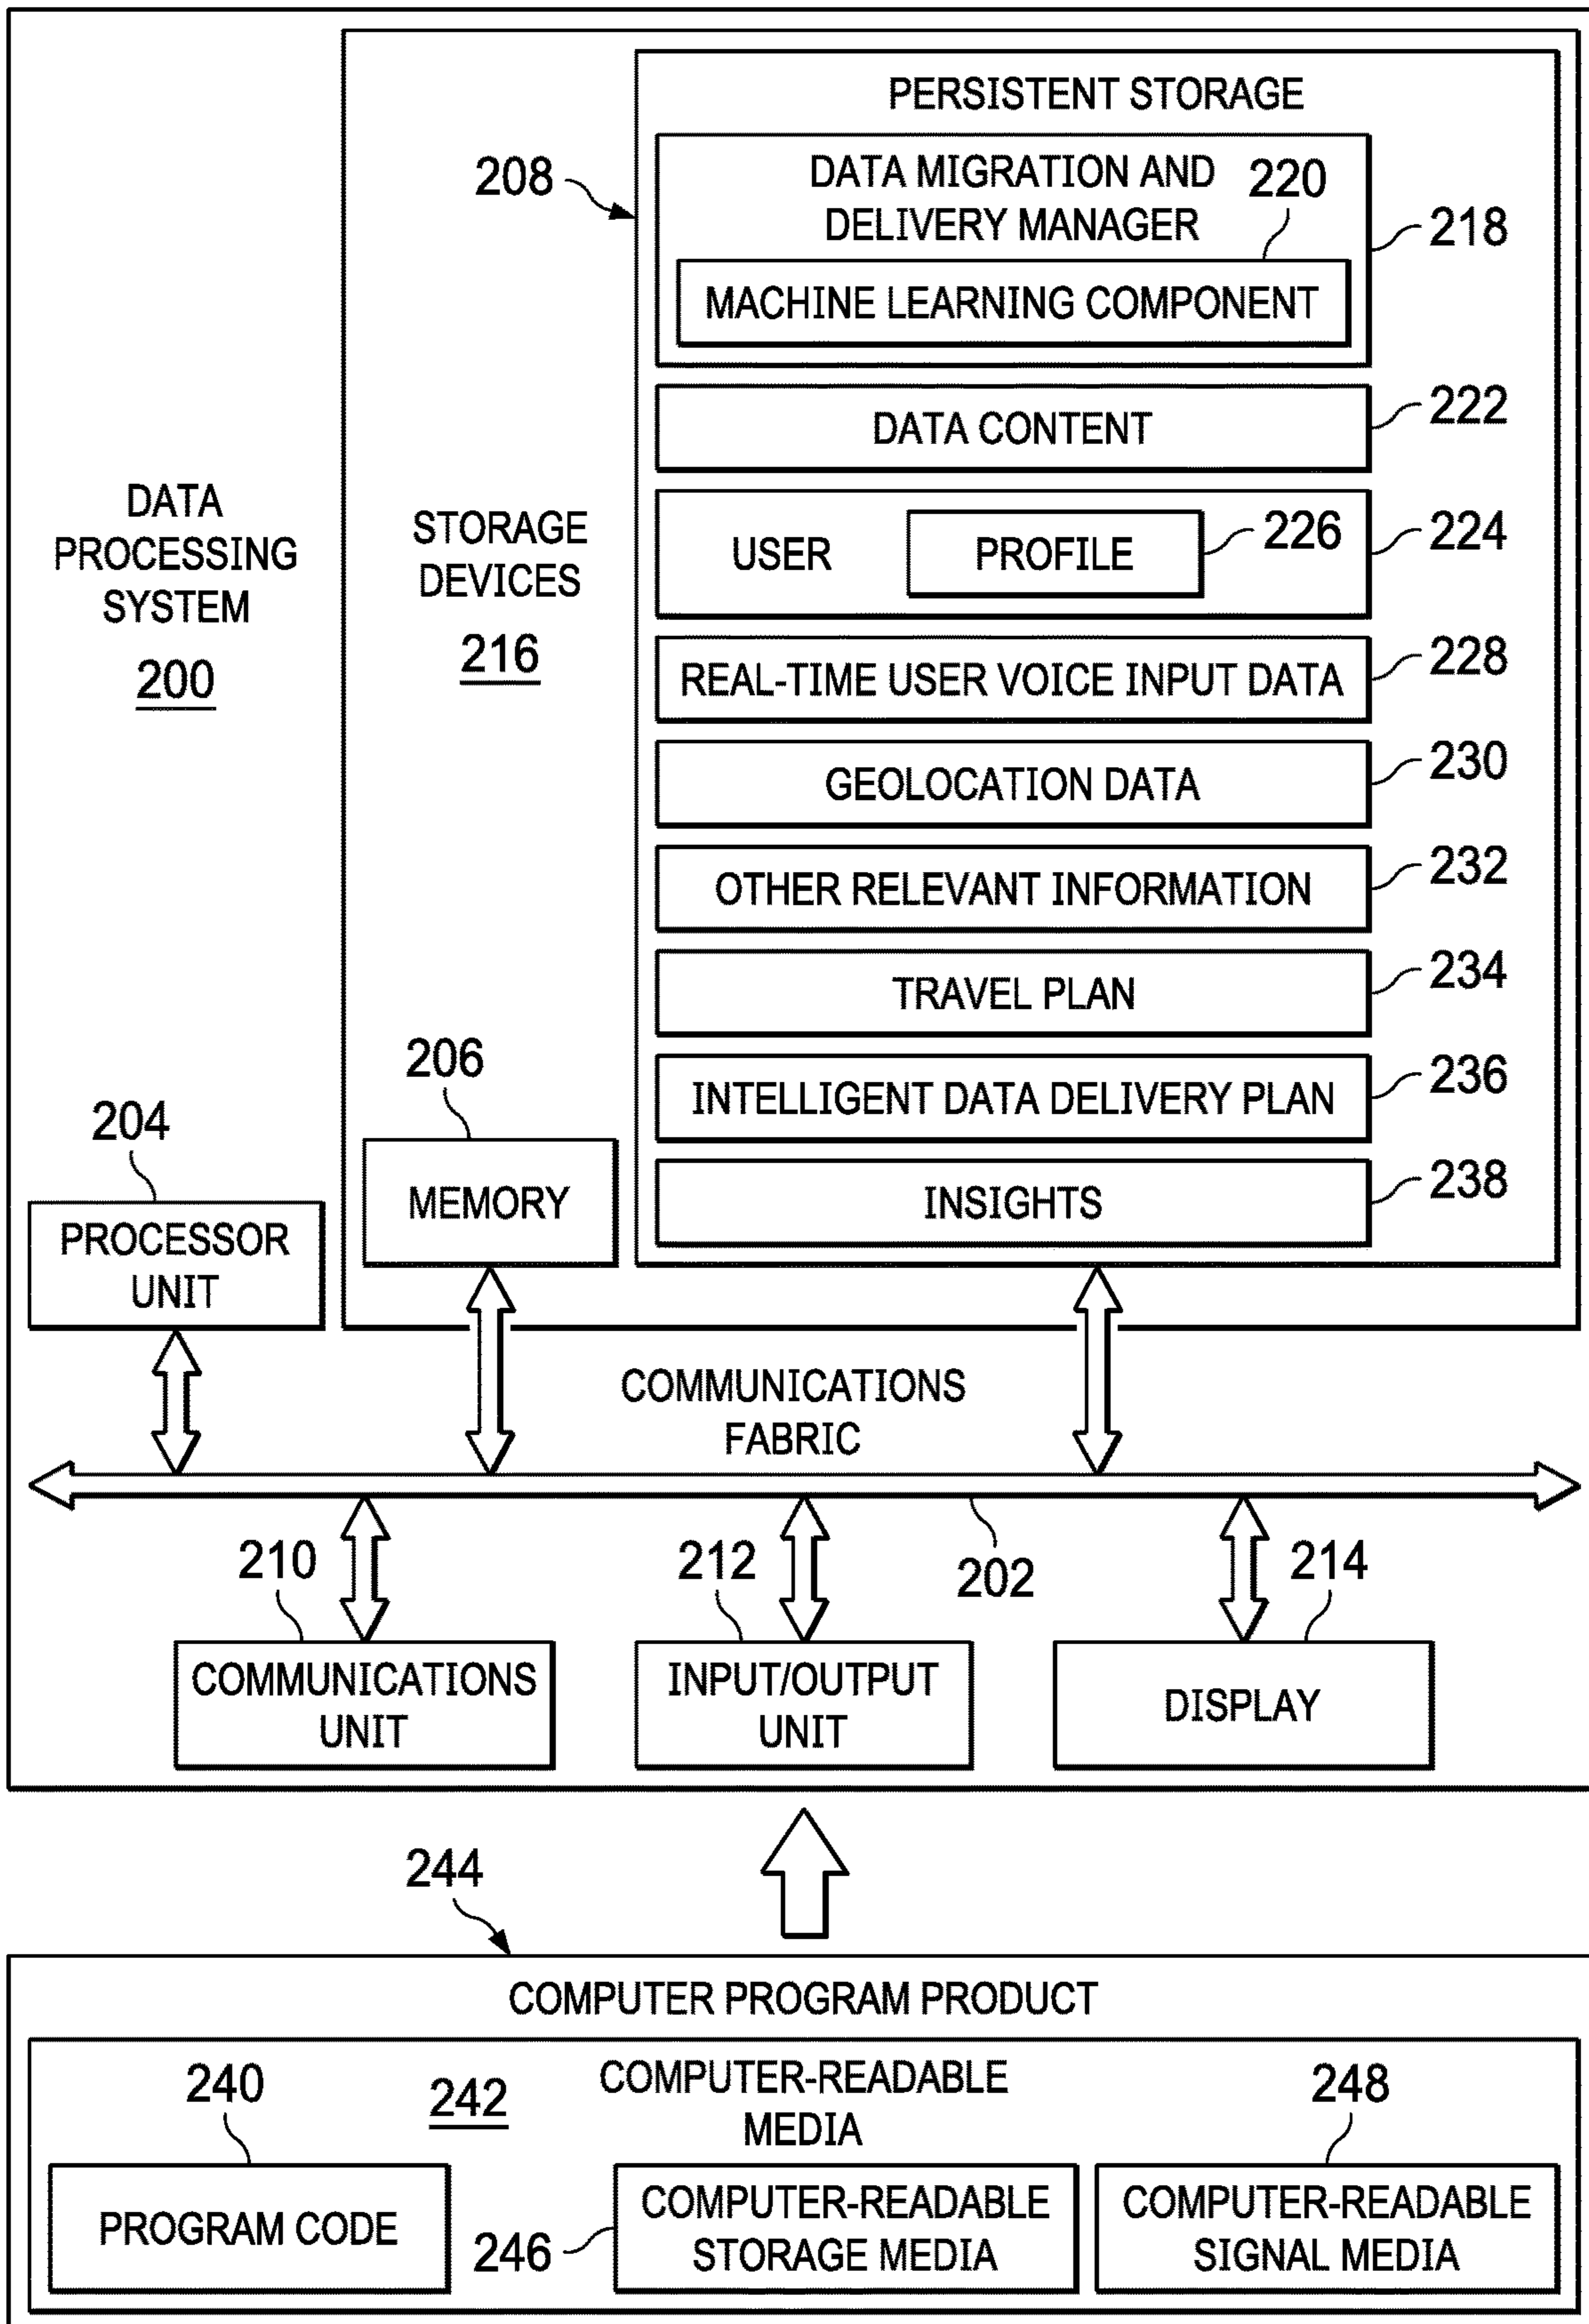 PERSISTENT STORAGE
208
DATA MIGRATION AND
DELIVERY MANAGER
220
218
MACHINE LEARNING COMPONENT
DATA CONTENT
222
USER
PROFILE
226
224
REAL-TIME USER VOICE INPUT DATA
228
GEOLOCATION DATA
230
OTHER RELEVANT INFORMATION
232
TRAVEL PLAN
234
INTELLIGENT DATA DELIVERY PLAN
236
INSIGHTS
238
DATA
PROCESSING
SYSTEM
200
STORAGE
DEVICES
216
206
MEMORY
204
PROCESSOR
UNIT
COMMUNICATIONS
FABRIC
202
210
COMMUNICATIONS
UNIT
212
INPUT/OUTPUT
UNIT
214
DISPLAY
244
COMPUTER PROGRAM PRODUCT
242
COMPUTER-READABLE
MEDIA
240
PROGRAM CODE
246
COMPUTER-READABLE
STORAGE MEDIA
248
COMPUTER-READABLE
SIGNAL MEDIA